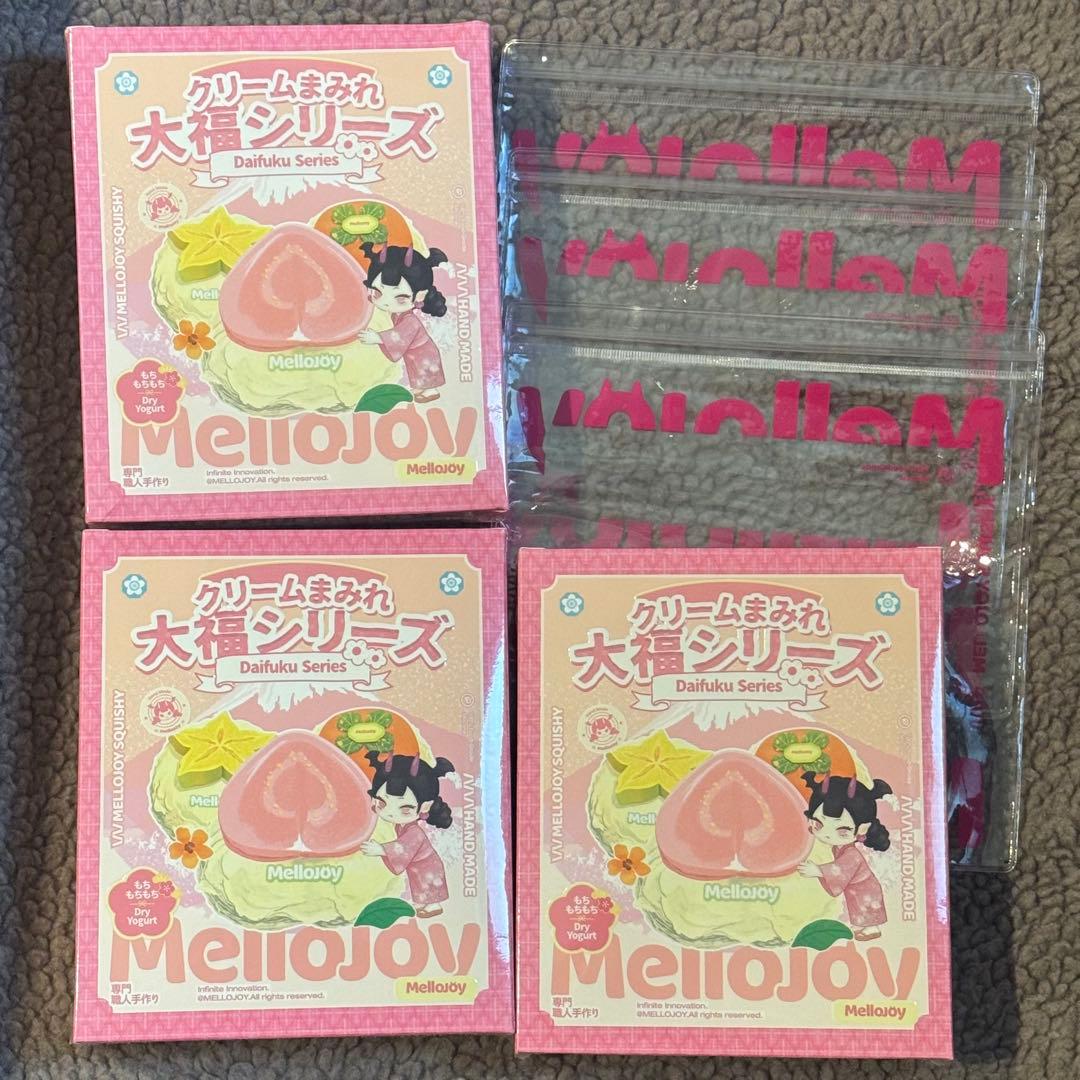 クリームまみれ
大福シリーズ
Daifuku Series
MELLOJOY SQUISHY
HAND MADE
Mell
MelloJoy
もち
もちもち
Dry
Yogurt
MelloJoy
専門
職人手作り
Infinite Innovation.
@MELLOJOY.All rights reserved.
MelloJoy
MelloJoy
MelloJoy
MelloJoy
クリームまみれ
大福シリーズ
Daifuku Series
MELLOJOY SQUISHY
HAND MADE
Mell
MelloJoy
もち
もちもち
Dry
Yogurt
MelloJoy
専門
職人手作り
Infinite Innovation.
@MELLOJOY.All rights reserved.
MelloJoy
クリームまみれ
大福シリーズ
Daifuku Series
MELLOJOY SQUISHY
HAND MADE
Mell
MelloJoy
もち
もちもち
Dry
Yogurt
MelloJoy
専門
職人手作り
Infinite Innovation.
@MELLOJOY.All rights reserved.
MelloJoy